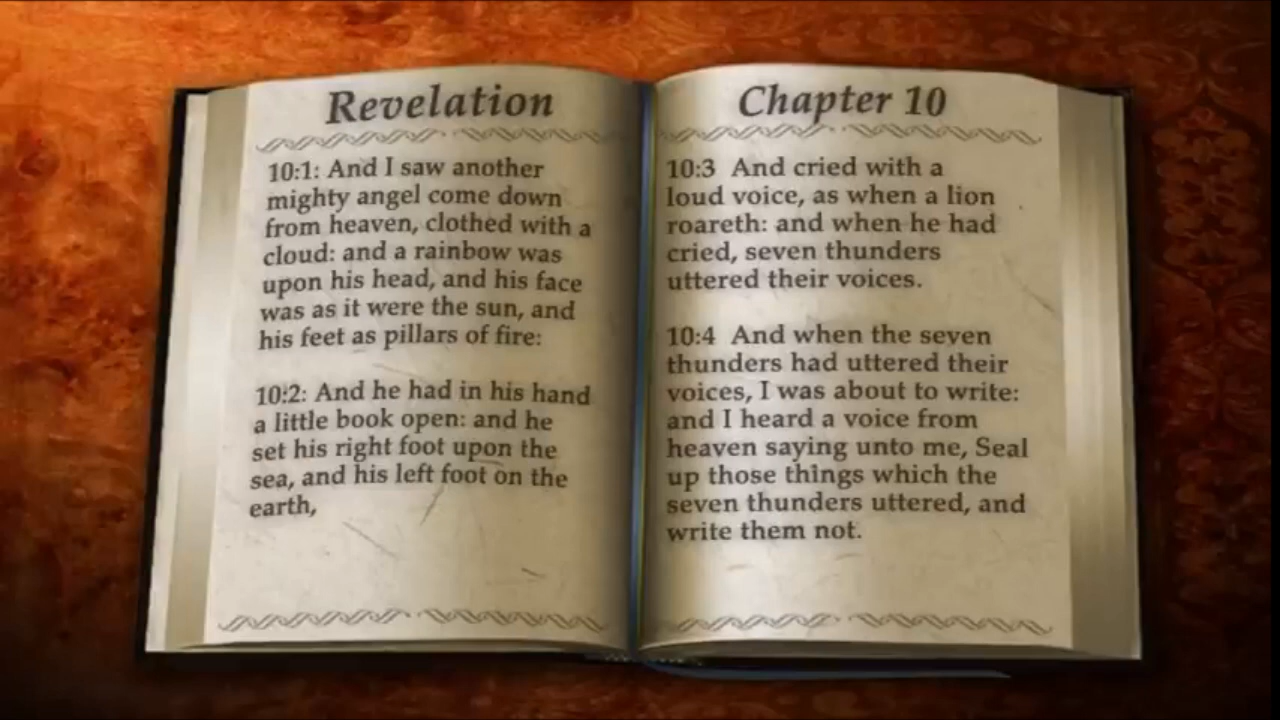 Revelation
10:1: And I saw another
mighty angel come down
from heaven, clothed with a
cloud: and a rainbow was
upon his head, and his face
was as it were the sun, and
his feet as pillars of fire:
10:2: And he had in his hand
a little book open: and he
set his right foot upon the
sea, and his left foot on the
earth,
Chapter 10
10:3 And cried with a
loud voice, as when a lion
roareth: and when he had
cried, seven thunders
uttered their voices.
10:4 And when the seven
thunders had uttered their
voices, I was about to write:
and I heard a voice from
heaven saying unto me, Seal
up those things which the
seven thunders uttered, and
write them not.